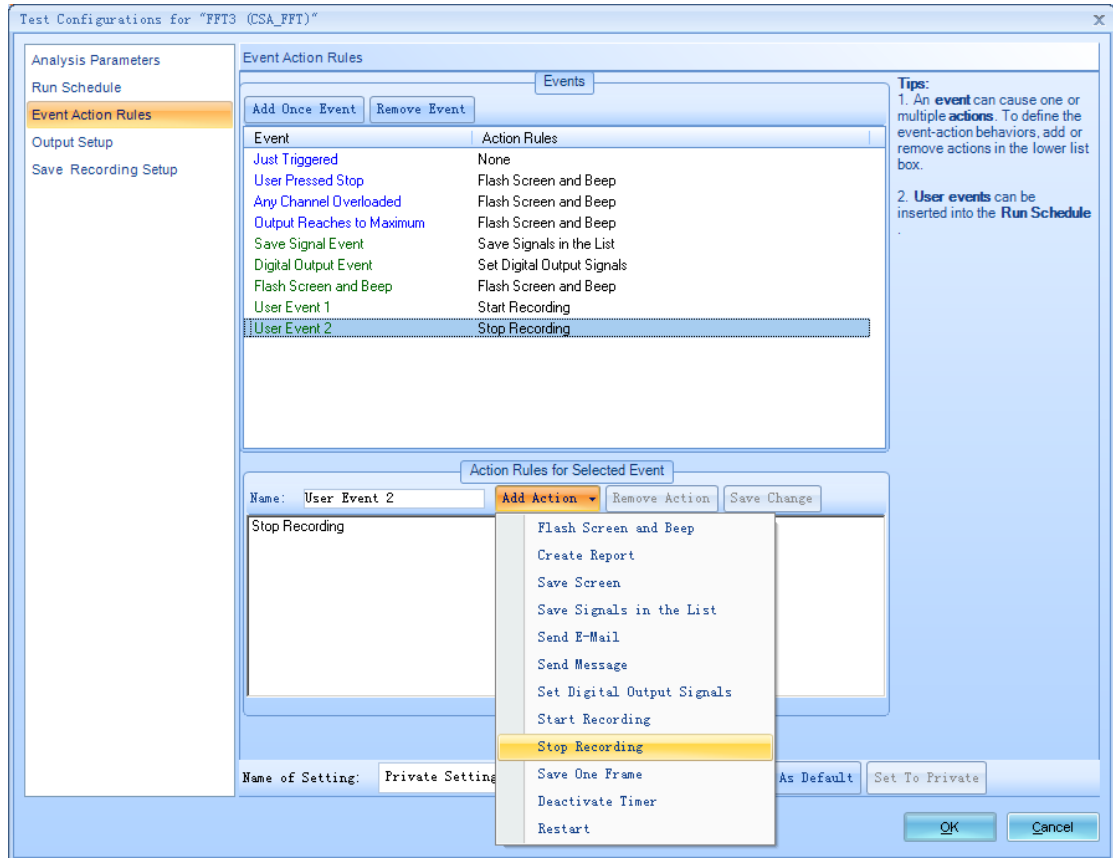 Test Configurations for "FFT3 (CSA_FFT)"
x
Analysis Parameters
Run Schedule
Event Action Rules
Output Setup
Save Recording Setup
Event Action Rules
Events
Add Once Event Remove Event
Event Action Rules
Just Triggered None
User Pressed Stop Flash Screen and Beep
Any Channel Overloaded Flash Screen and Beep
Output Reaches to Maximum Flash Screen and Beep
Save Signal Event Save Signals in the List
Digital Output Event Set Digital Output Signals
Flash Screen and Beep Flash Screen and Beep
User Event 1 Start Recording
User Event 2 Stop Recording
Tips:
1. An event can cause one or
multiple actions. To define the
event-action behaviors, add or
remove actions in the lower list
box.
2. User events can be
inserted into the Run Schedule
.
Action Rules for Selected Event
Name: User Event 2 Add Action Remove Action Save Change
Stop Recording
Flash Screen and Beep
Create Report
Save Screen
Save Signals in the List
Send E-Mail
Send Message
Set Digital Output Signals
Start Recording
Stop Recording
Save One Frame
Deactivate Timer
Restart
Name of Setting: Private Setting As Default Set To Private
OK Cancel